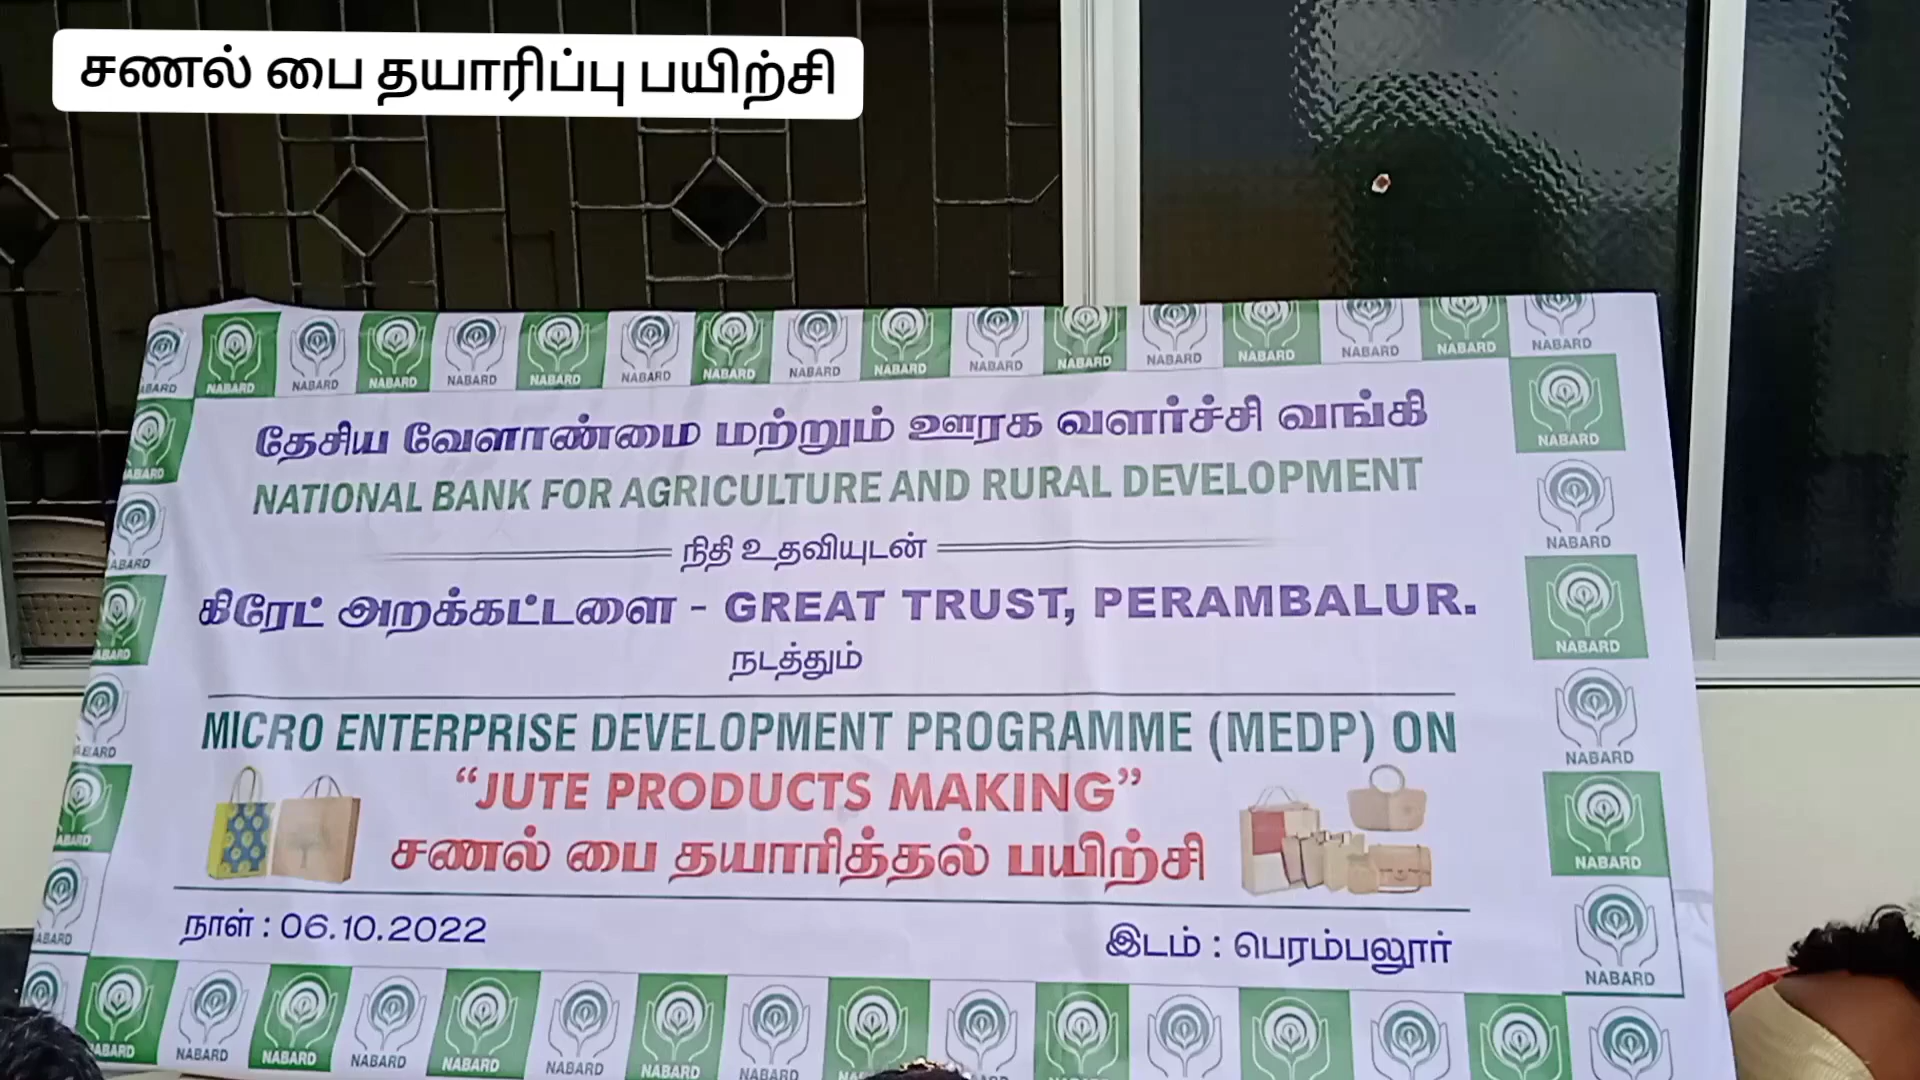 சணல் பை தயாரிப்பு பயிற்சி
தேசிய வேளாண்மை மற்றும் ஊரக வளர்ச்சி வங்கி
NATIONAL BANK FOR AGRICULTURE AND RURAL DEVELOPMENT
நிதி உதவியுடன்
கிரேட் அறக்கட்டளை - GREAT TRUST, PERAMBALUR.
நடத்தும்
MICRO ENTERPRISE DEVELOPMENT PROGRAMME (MEDP) ON
“JUTE PRODUCTS MAKING”
சணல் பை தயாரித்தல் பயிற்சி
நாள் : 06.10.2022
இடம் : பெரம்பலூர்
NABARD